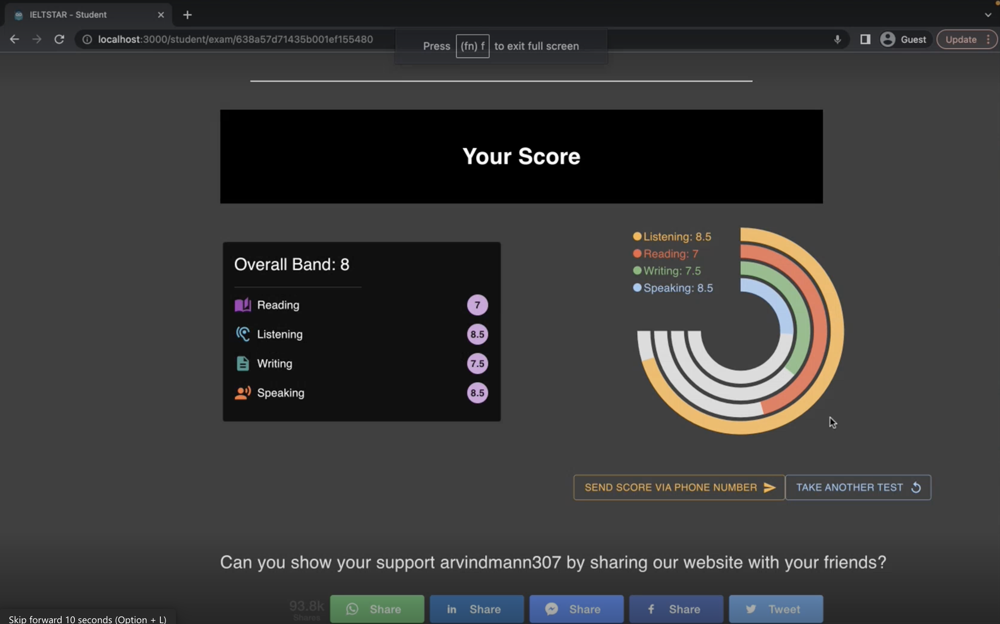 IELTSTAR - Student
localhost:3000/student/exam/638a57d71435b001ef155480
Guest
Update
Press (fn) f to exit full screen
Your Score
Overall Band: 8
Reading 7
Listening 8.5
Writing 7.5
Speaking 8.5
Listening: 8.5
Reading: 7
Writing: 7.5
Speaking: 8.5
SEND SCORE VIA PHONE NUMBER
TAKE ANOTHER TEST
Can you show your support arvindmann307 by sharing our website with your friends?
93.8k
Shares
Share
in Share
Share
f Share
Tweet
Skip forward 10 seconds (Option + L)